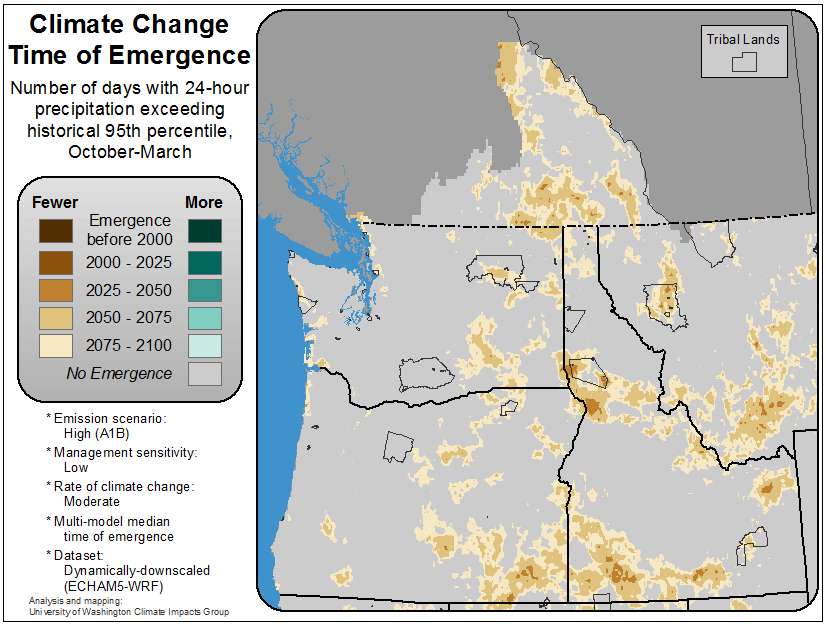 Climate Change
Time of Emergence
Number of days with 24-hour
precipitation exceeding
historical 95th percentile,
October-March
Fewer More
Emergence
before 2000
2000 - 2025
2025 - 2050
2050 - 2075
2075 - 2100
No Emergence
* Emission scenario:
High (A1B)
* Management sensitivity:
Low
* Rate of climate change:
Moderate
* Multi-model median
time of emergence
* Dataset:
Dynamically-downscaled
(ECHAM5-WRF)
Analysis and mapping:
University of Washington Climate Impacts Group
Tribal Lands